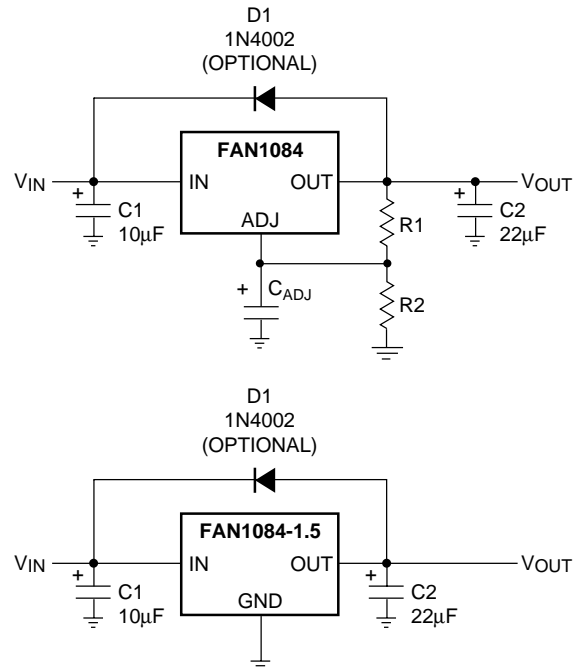 D1
1N4002
(OPTIONAL)
FAN1084
VIN
IN
OUT
VOUT
+
C1
10μF
ADJ
R1
+
C2
22μF
+
CADJ
R2
D1
1N4002
(OPTIONAL)
FAN1084-1.5
VIN
IN
OUT
VOUT
+
C1
10μF
GND
+
C2
22μF